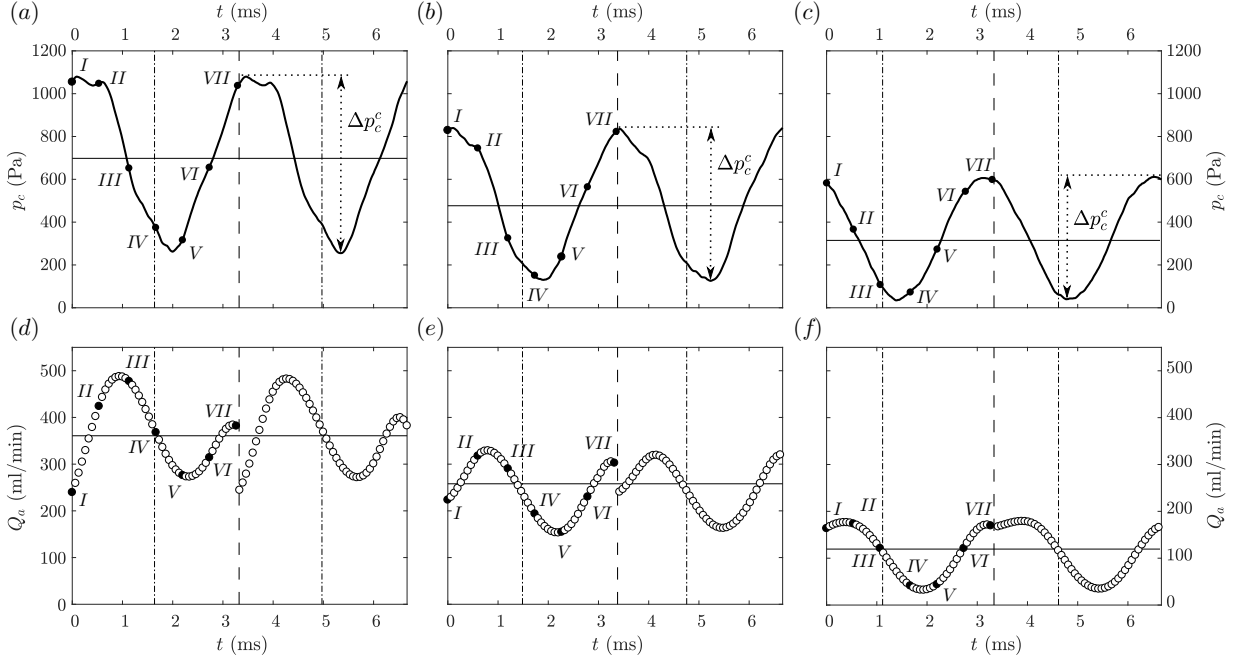 (a) t (ms) (b) t (ms) (c) t (ms)
0 1 2 3 4 5 6 0 1 2 3 4 5 6 0 1 2 3 4 5 6
1200 1000 800 600 400 200 0
p_c (Pa)
I II III IV V VI VII
Δp_c^c
I II III IV V VI VII
Δp_c^c
I II III IV V VI VII
Δp_c^c
1200 1000 800 600 400 200 0
p_c (Pa)
(d) (e) (f)
500 400 300 200 100 0
Q_a (ml/min)
I II III IV V VI VII
I II III IV V VI VII
I II III IV V VI VII
500 400 300 200 100 0
Q_a (ml/min)
0 1 2 3 4 5 6 0 1 2 3 4 5 6 0 1 2 3 4 5 6
t (ms) t (ms) t (ms)